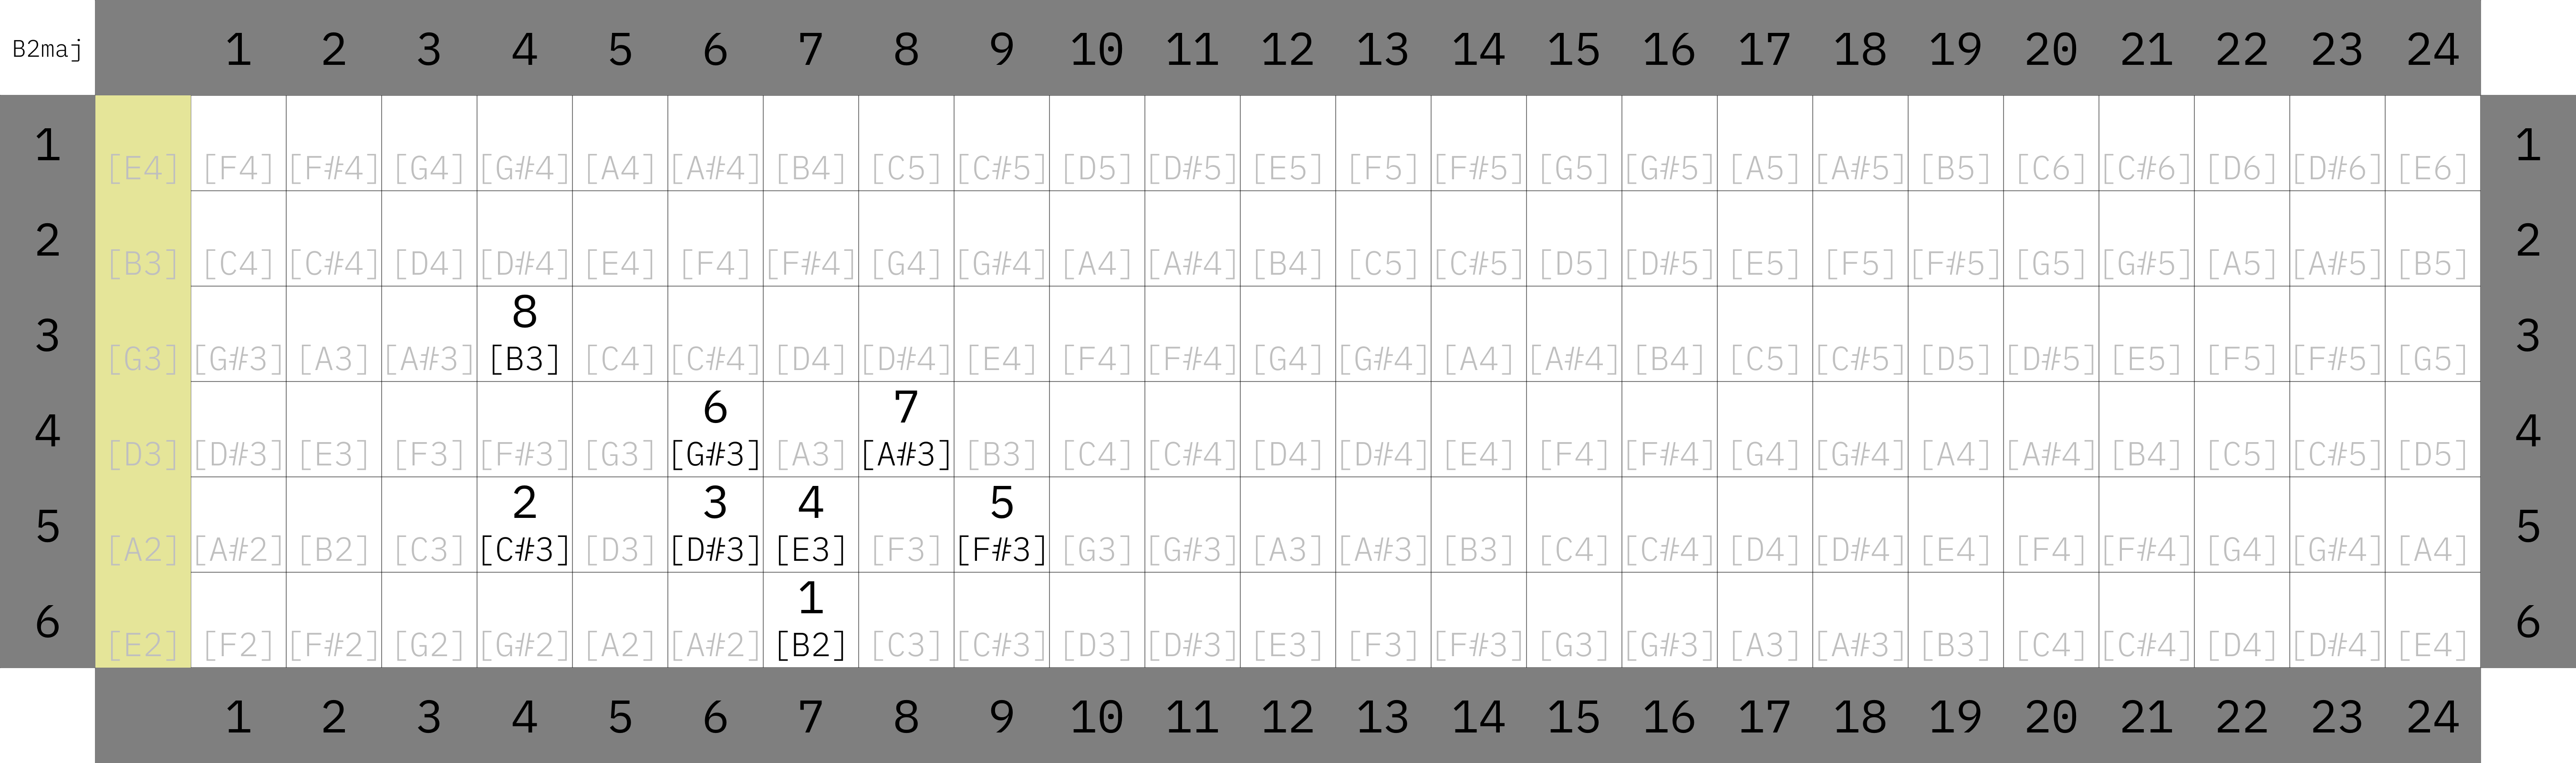 B2maj 1 2 3 4 5 6 7 8 9 10 11 12 13 14 15 16 17 18 19 20 21 22 23 24
1 [E4] [F4] [F#4] [G4] [G#4] [A4] [A#4] [B4] [C5] [C#5] [D5] [D#5] [E5] [F5] [F#5] [G5] [G#5] [A5] [A#5] [B5] [C6] [C#6] [D6] [D#6] [E6] 1
2 [B3] [C4] [C#4] [D4] [D#4] [E4] [F4] [F#4] [G4] [G#4] [A4] [A#4] [B4] [C5] [C#5] [D5] [D#5] [E5] [F5] [F#5] [G5] [G#5] [A5] [A#5] [B5] 2
8
3 [G3] [G#3] [A3] [A#3] [B3] [C4] [C#4] [D4] [D#4] [E4] [F4] [F#4] [G4] [G#4] [A4] [A#4] [B4] [C5] [C#5] [D5] [D#5] [E5] [F5] [F#5] [G5] 3
6 7
4 [D3] [D#3] [E3] [F3] [F#3] [G3] [G#3] [A3] [A#3] [B3] [C4] [C#4] [D4] [D#4] [E4] [F4] [F#4] [G4] [G#4] [A4] [A#4] [B4] [C5] [C#5] [D5] 4
2 3 4 5
5 [A2] [A#2] [B2] [C3] [C#3] [D3] [D#3] [E3] [F3] [F#3] [G3] [G#3] [A3] [A#3] [B3] [C4] [C#4] [D4] [D#4] [E4] [F4] [F#4] [G4] [G#4] [A4] 5
1
6 [E2] [F2] [F#2] [G2] [G#2] [A2] [A#2] [B2] [C3] [C#3] [D3] [D#3] [E3] [F3] [F#3] [G3] [G#3] [A3] [A#3] [B3] [C4] [C#4] [D4] [D#4] [E4] 6
1 2 3 4 5 6 7 8 9 10 11 12 13 14 15 16 17 18 19 20 21 22 23 24